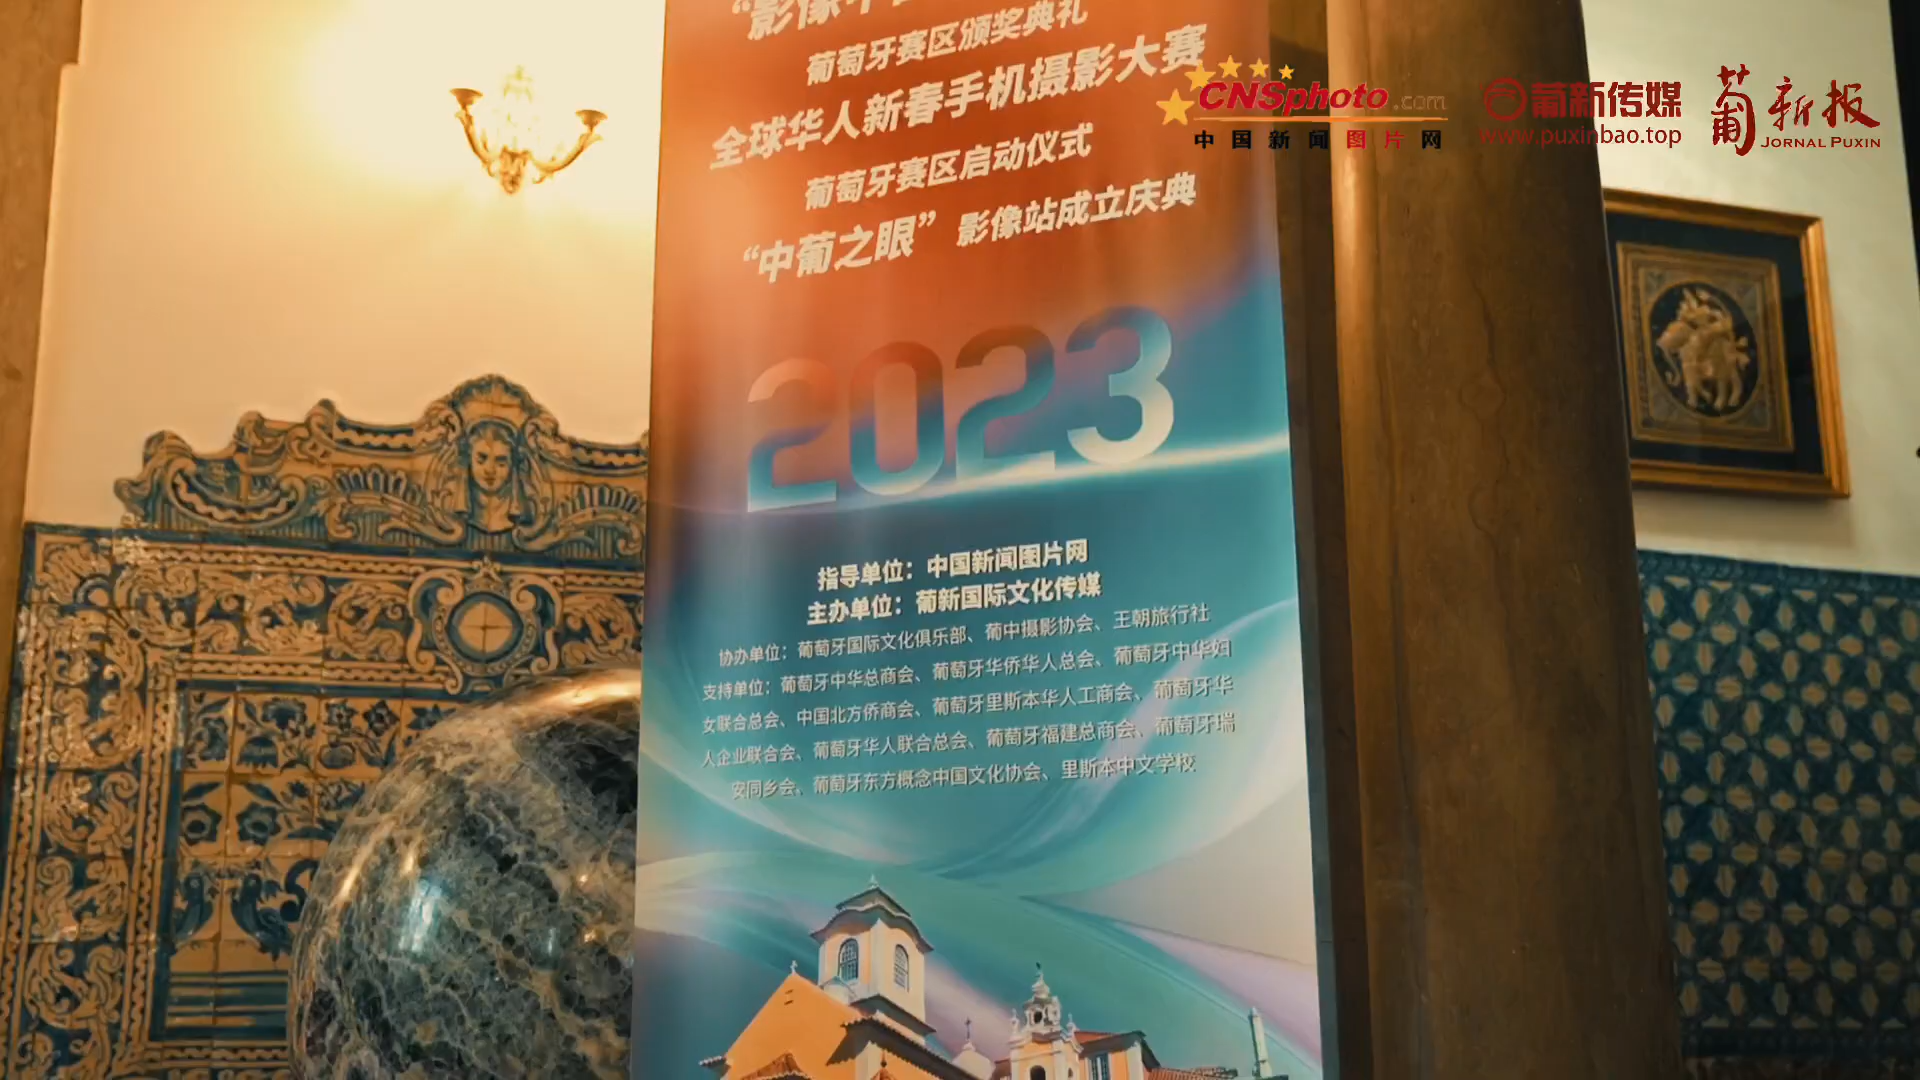 “影像中国
葡萄牙赛区颁奖典礼
全球华人新春手机摄影大赛
葡萄牙赛区启动仪式
“中葡之眼”影像站成立庆典
2023
指导单位：中国新闻图片网
主办单位：葡新国际文化传媒
协办单位：葡萄牙国际文化俱乐部、葡中摄影协会、王朝旅行社
支持单位：葡萄牙中华总商会、葡萄牙华侨华人总会、葡萄牙中华妇
女联合总会、中国北方侨商会、葡萄牙里斯本华人工商会、葡萄牙华
人企业联合会、葡萄牙华人联合总会、葡萄牙福建总商会、葡萄牙瑞
安同乡会、葡萄牙东方概念中国文化协会、里斯本中文学校
CNSphoto.com
中国新闻图片网
葡新传媒
www.puxinbao.top
葡新报
JORNAL PUXIN